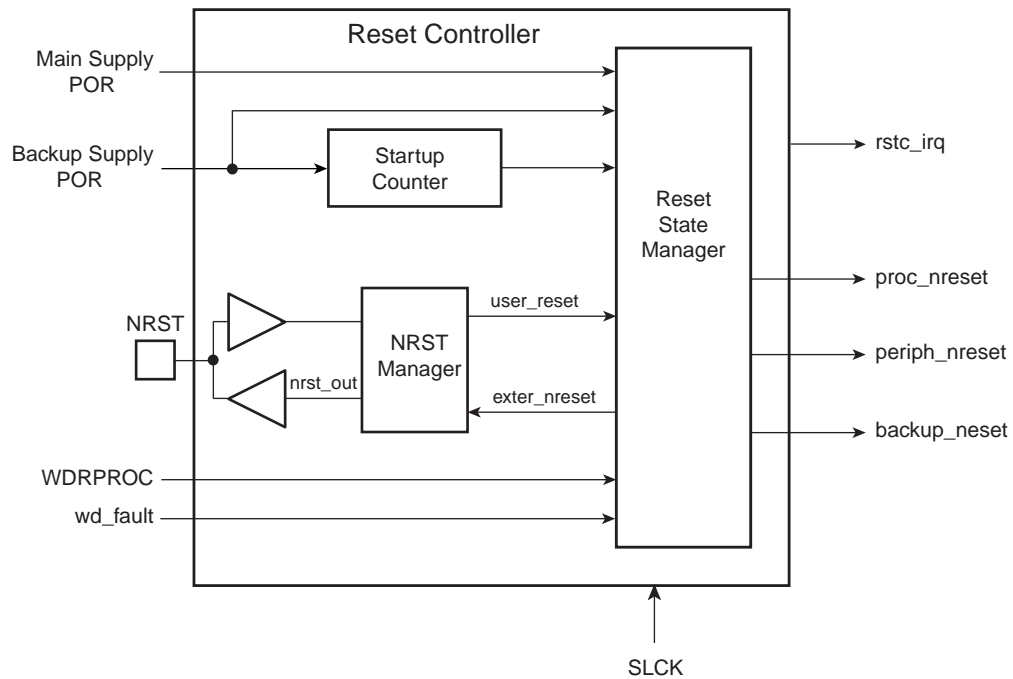 Reset Controller
Main Supply
POR
Backup Supply
POR
Startup
Counter
Reset
State
Manager
rstc_irq
proc_nreset
periph_nreset
backup_neset
NRST
NRST
Manager
user_reset
nrst_out
exter_nreset
WDRPROC
wd_fault
SLCK